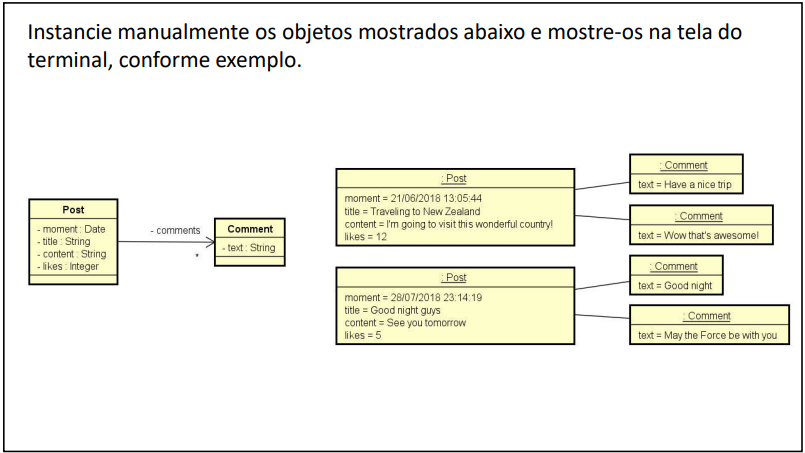 Instancie manualmente os objetos mostrados abaixo e mostre-os na tela do
terminal, conforme exemplo.
Post
- moment : Date
- title : String
- content : String
- likes : Integer
- comments
*
Comment
- text : String
: Post
moment = 21/06/2018 13:05:44
title = Traveling to New Zealand
content = I'm going to visit this wonderful country!
likes = 12
: Comment
text = Have a nice trip
: Comment
text = Wow that's awesome!
: Post
moment = 28/07/2018 23:14:19
title = Good night guys
content = See you tomorrow
likes = 5
: Comment
text = Good night
: Comment
text = May the Force be with you